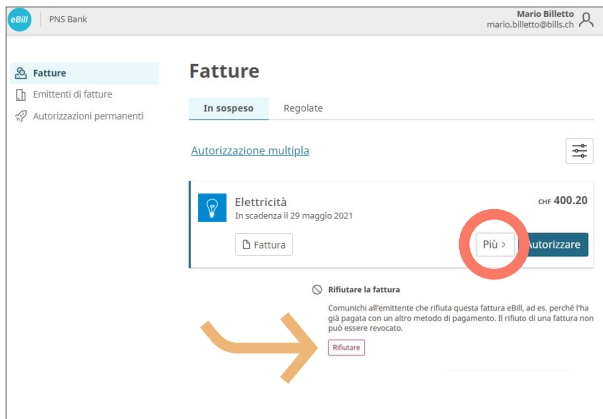 eBill PNS Bank
Mario Billetto
mario.billetto@bills.ch
Fatture
Emittenti di fatture
Autorizzazioni permanenti
Fatture
In sospeso Regolate
Autorizzazione multipla
Elettricità
In scadenza il 29 maggio 2021
CHF 400.20
Fattura
Più >
Autorizzare
Rifiutare la fattura
Comunichi all'emittente che rifiuta questa fattura eBill, ad es. perché l'ha
già pagata con un altro metodo di pagamento. Il rifiuto di una fattura non
può essere revocato.
Rifiutare